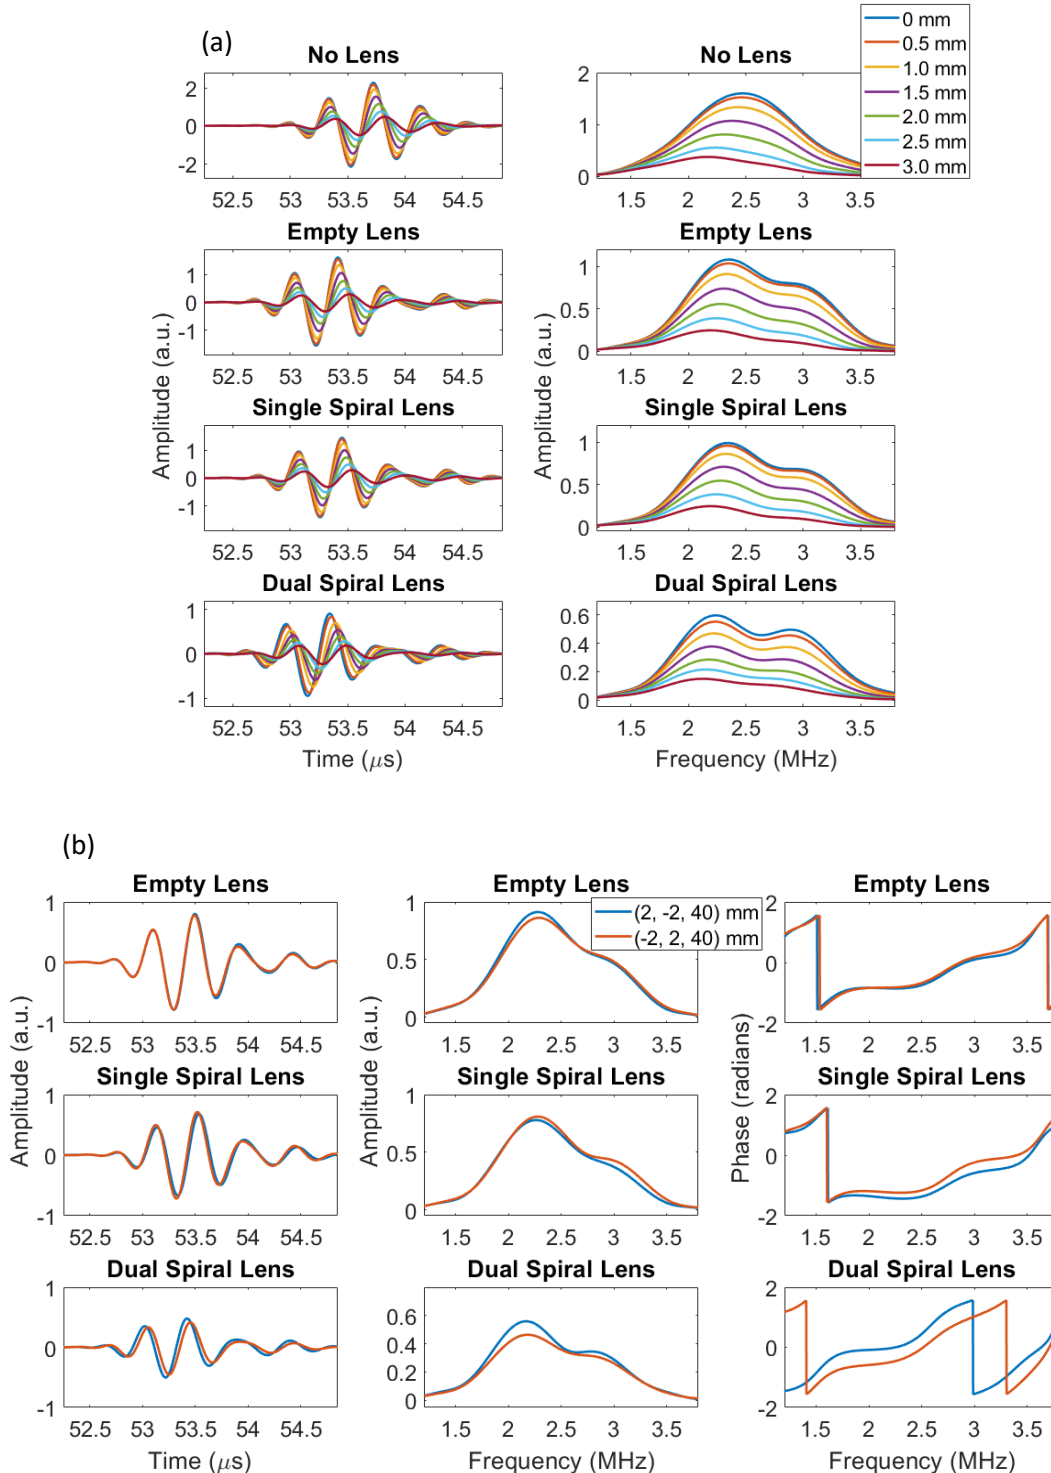 (a)
No Lens
No Lens
0 mm
0.5 mm
1.0 mm
1.5 mm
2.0 mm
2.5 mm
3.0 mm
2
0
-2
52.5 53 53.5 54 54.5
2
1
0
1.5 2 2.5 3 3.5
Empty Lens
Empty Lens
1
0
-1
52.5 53 53.5 54 54.5
1
0.5
0
1.5 2 2.5 3 3.5
Amplitude (a.u.)
Amplitude (a.u.)
Single Spiral Lens
Single Spiral Lens
1
0
-1
52.5 53 53.5 54 54.5
1
0.5
0
1.5 2 2.5 3 3.5
Dual Spiral Lens
Dual Spiral Lens
1
0
-1
52.5 53 53.5 54 54.5
0.6
0.4
0.2
0
1.5 2 2.5 3 3.5
Time (μs)
Frequency (MHz)
(b)
Empty Lens
Empty Lens
Empty Lens
(2, -2, 40) mm
(-2, 2, 40) mm
1
0
-1
52.5 53 53.5 54 54.5
1
0.5
0
1.5 2 2.5 3 3.5
2
0
-2
1.5 2 2.5 3 3.5
Amplitude (a.u.)
Amplitude (a.u.)
Phase (radians)
Single Spiral Lens
Single Spiral Lens
Single Spiral Lens
1
0
-1
52.5 53 53.5 54 54.5
1
0.5
0
1.5 2 2.5 3 3.5
2
0
-2
1.5 2 2.5 3 3.5
Dual Spiral Lens
Dual Spiral Lens
Dual Spiral Lens
1
0
-1
52.5 53 53.5 54 54.5
0.6
0.4
0.2
0
1.5 2 2.5 3 3.5
2
0
-2
1.5 2 2.5 3 3.5
Time (μs)
Frequency (MHz)
Frequency (MHz)